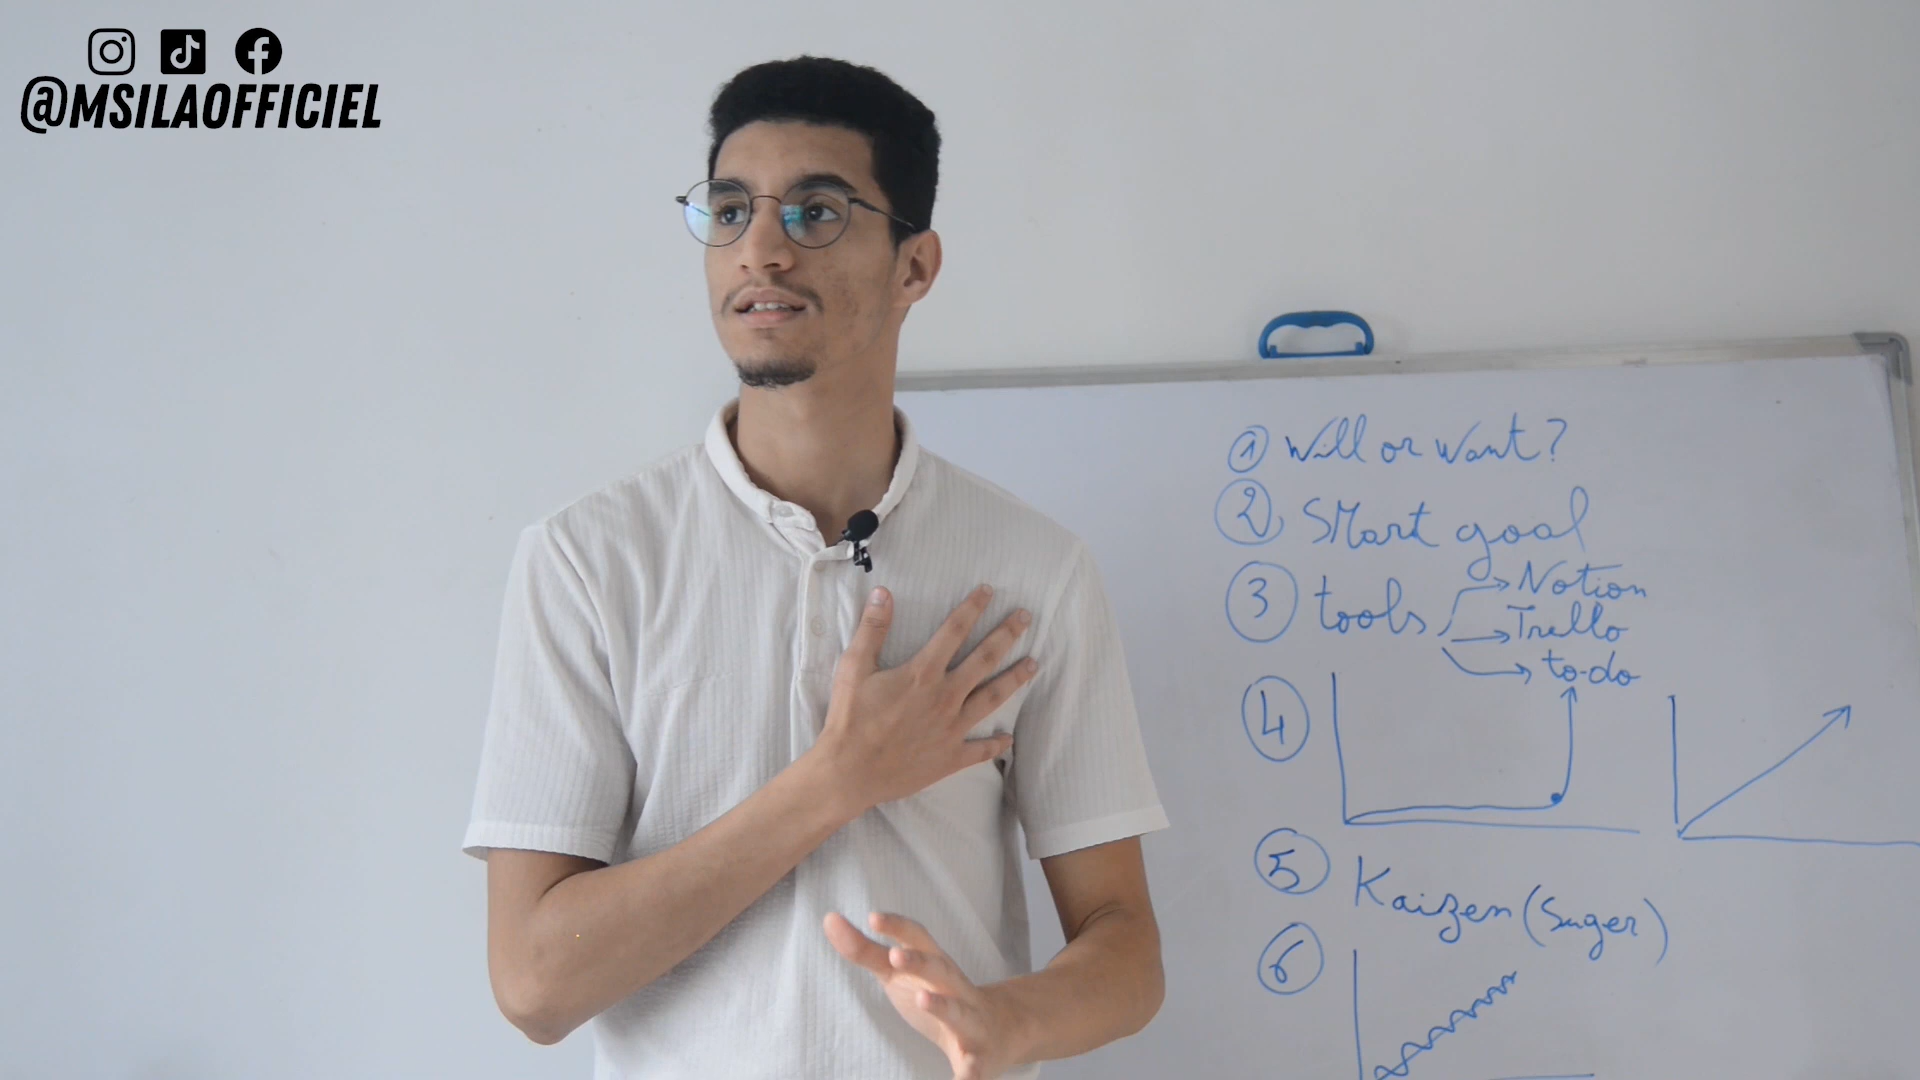 @MSILAOFFICIEL
1 Will or want?
2 SMart goal
3 tools → Notion
→ Trello
→ to-do
4
5 Kaizen (Suger)
6